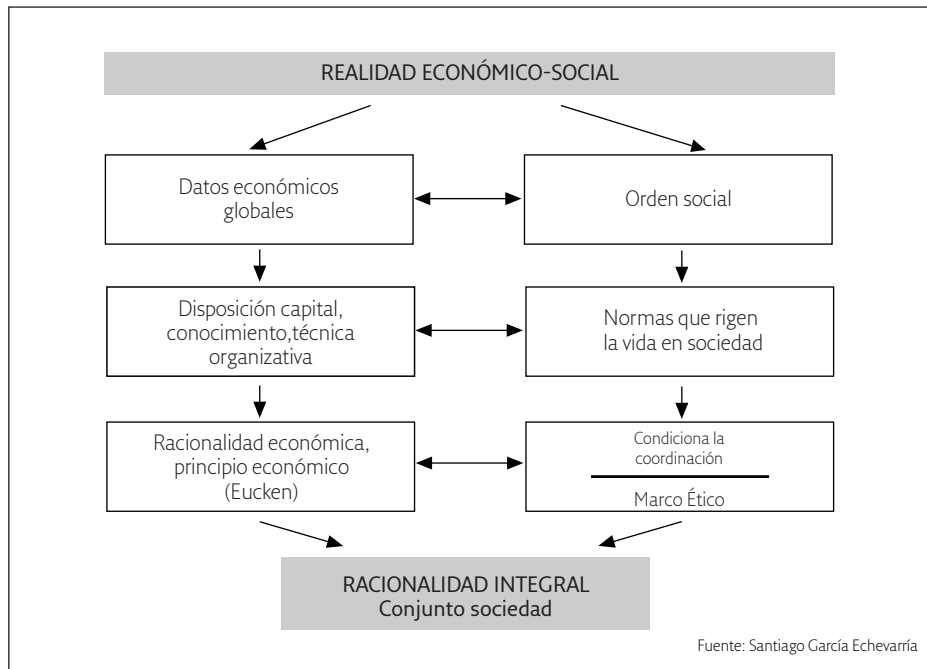 REALIDAD ECONÓMICO-SOCIAL
Datos económicos
globales
Orden social
Disposición capital,
conocimiento,técnica
organizativa
Normas que rigen
la vida en sociedad
Racionalidad económica,
principio económico
(Eucken)
Condiciona la
coordinación
Marco Ético
RACIONALIDAD INTEGRAL
Conjunto sociedad
Fuente: Santiago García Echevarría